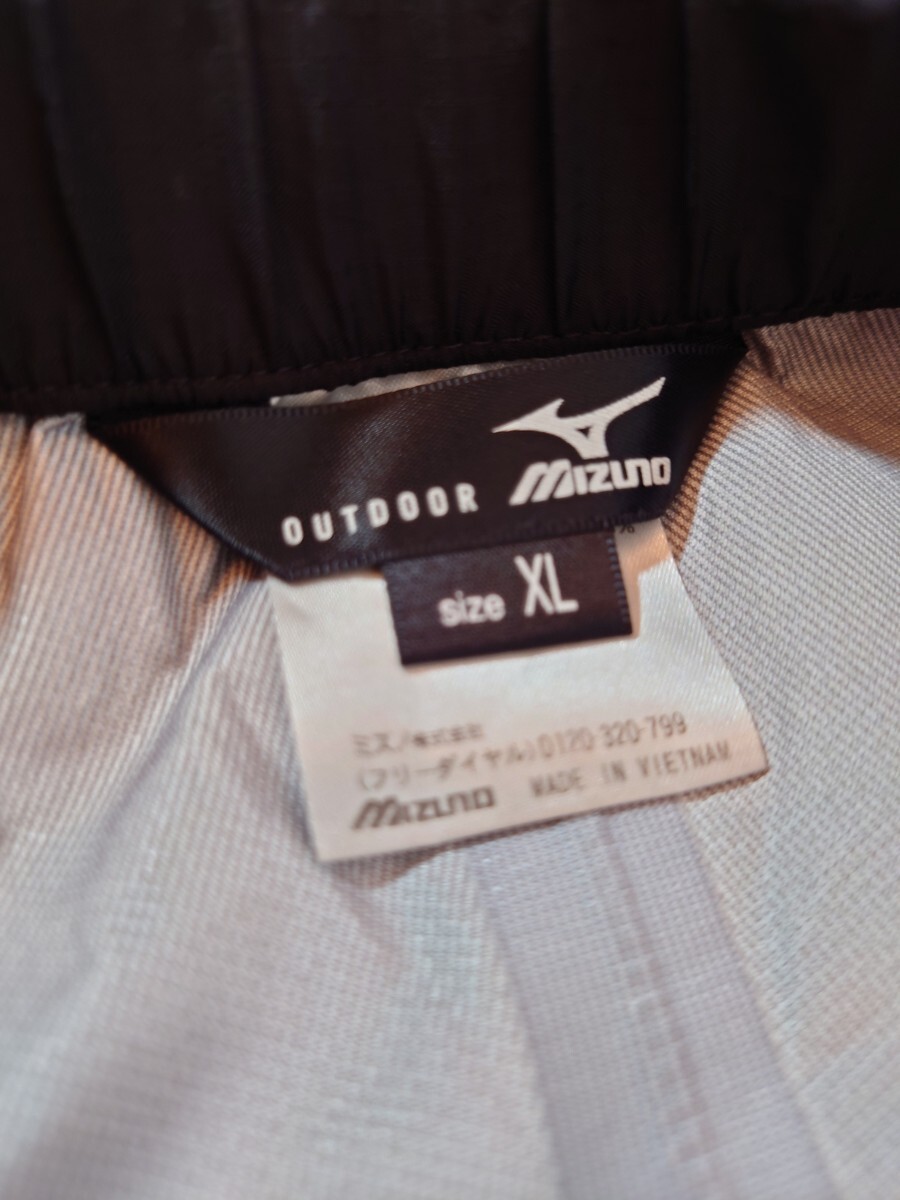 OUTDOOR MIZUNO
size XL
%
ミズノ株式会社
(フリーダイヤル)0120-320-799
MIZUNO MADE IN VIETNAM